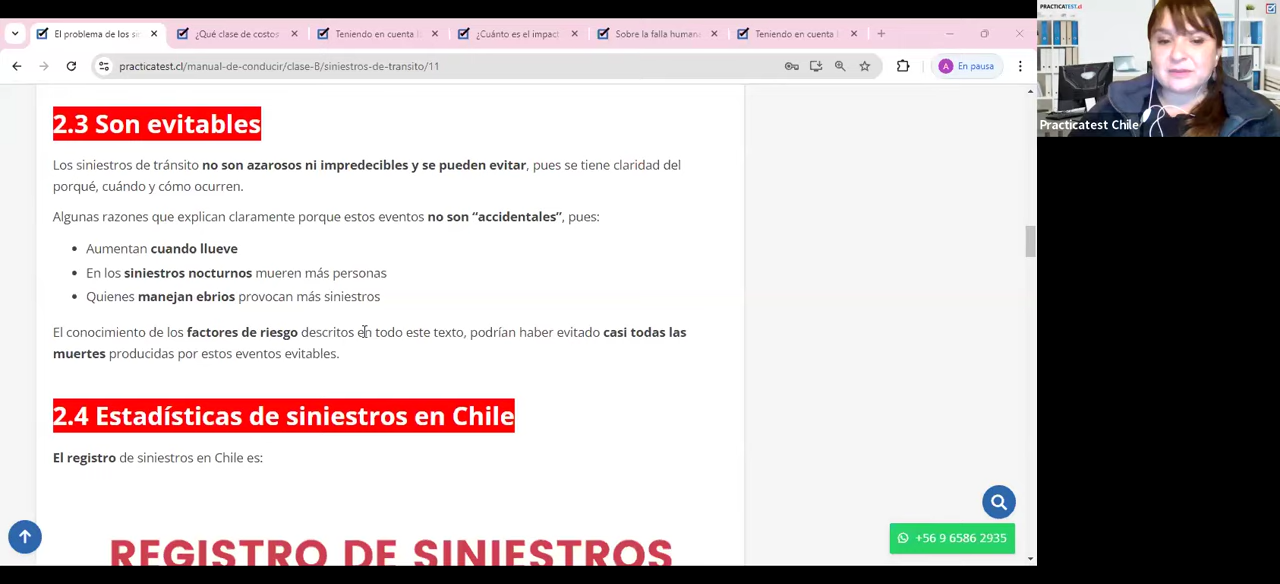 El problema de los si
¿Qué clase de costos
Teniendo en cuenta l
¿Cuánto es el impact
Sobre la falla humana
Teniendo en cuenta l
practicatest.cl/manual-de-conducir/clase-B/siniestros-de-transito/11
A En pausa
PRACTICATEST.cl
Practicatest Chile
2.3 Son evitables
Los siniestros de tránsito no son azarosos ni impredecibles y se pueden evitar, pues se tiene claridad del
porqué, cuándo y cómo ocurren.
Algunas razones que explican claramente porque estos eventos no son “accidentales”, pues:
• Aumentan cuando llueve
• En los siniestros nocturnos mueren más personas
• Quienes manejan ebrios provocan más siniestros
El conocimiento de los factores de riesgo descritos en todo este texto, podrían haber evitado casi todas las
muertes producidas por estos eventos evitables.
2.4 Estadísticas de siniestros en Chile
El registro de siniestros en Chile es:
+56 9 6586 2935
REGISTRO DE SINIESTROS